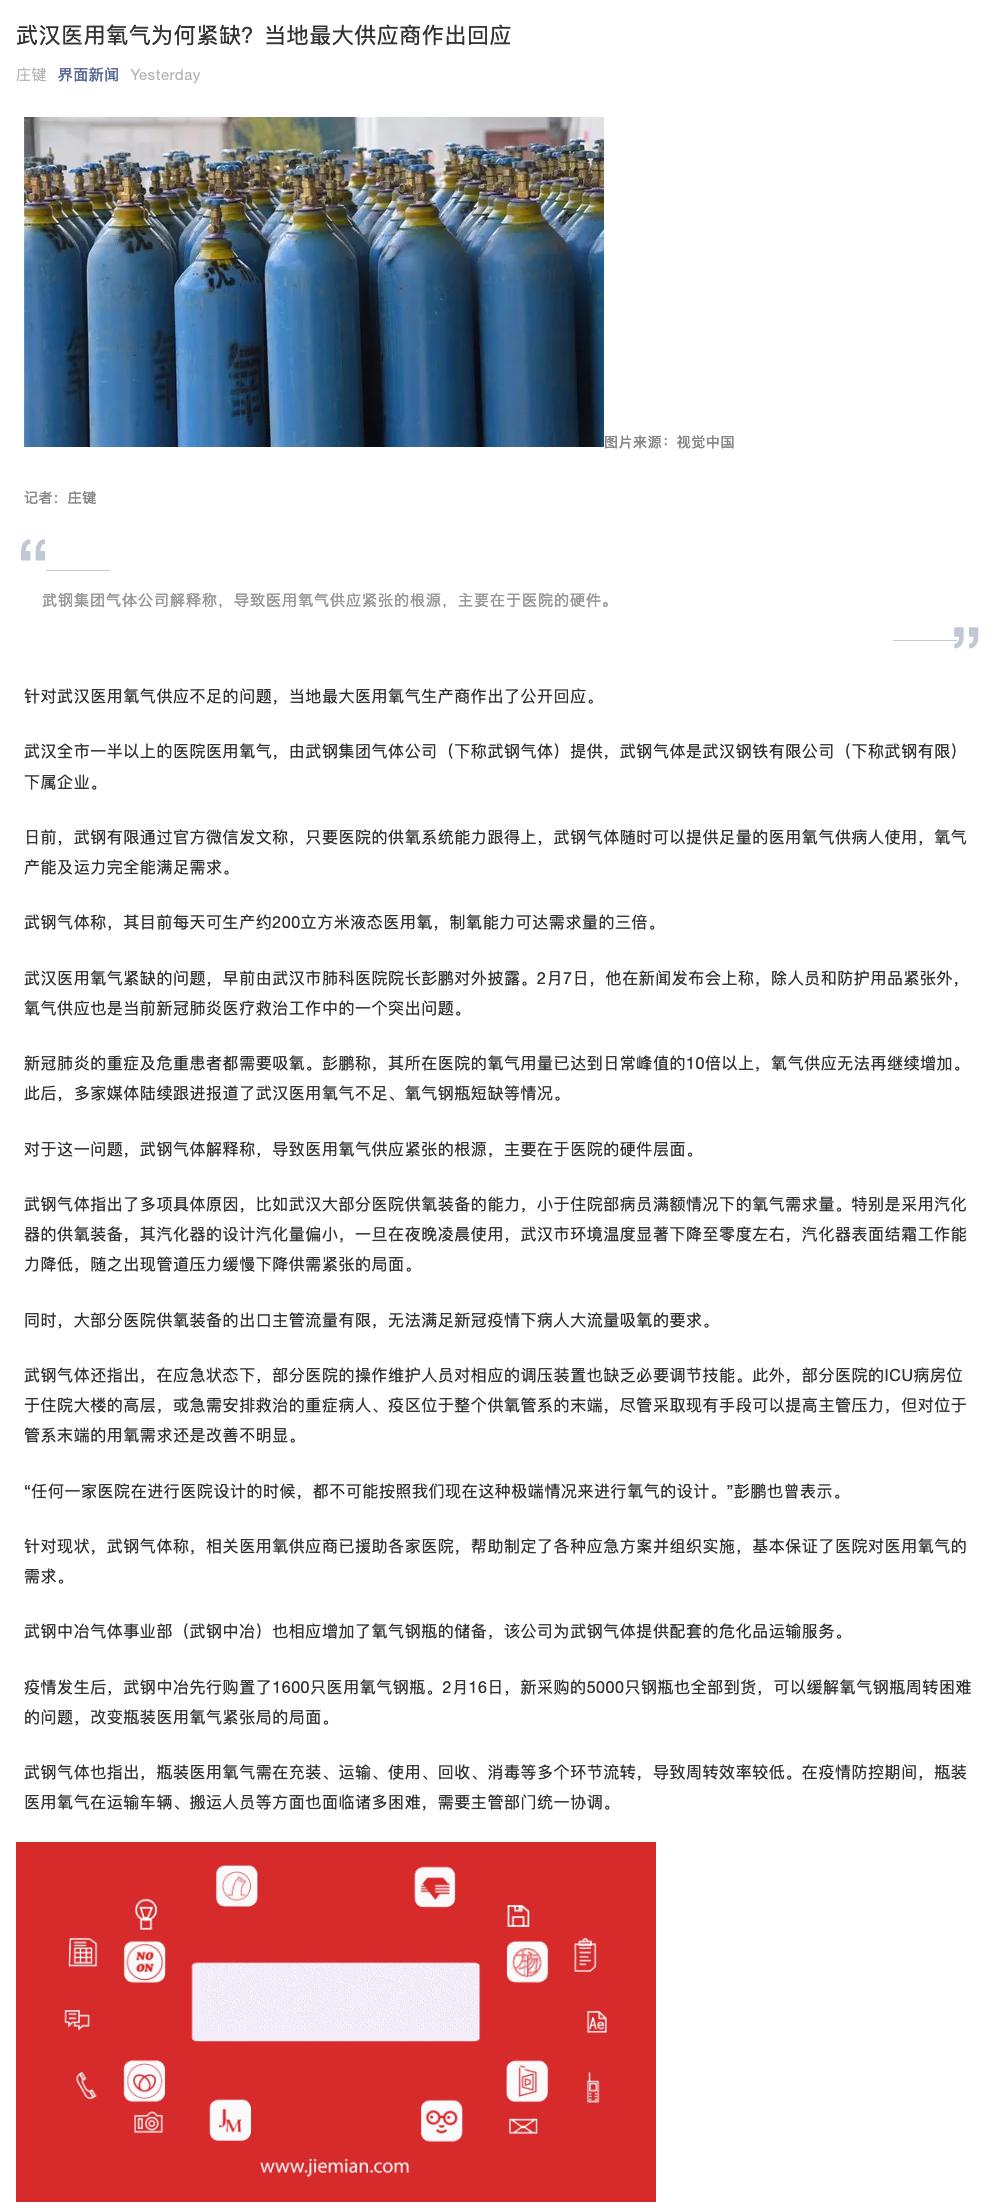 武汉医用氧气为何紧缺？当地最大供应商作出回应
庄键 界面新闻 Yesterday
图片来源：视觉中国
记者：庄键
“
武钢集团气体公司解释称，导致医用氧气供应紧张的根源，主要在于医院的硬件。
”
针对武汉医用氧气供应不足的问题，当地最大医用氧气生产商作出了公开回应。
武汉全市一半以上的医院医用氧气，由武钢集团气体公司（下称武钢气体）提供，武钢气体是武汉钢铁有限公司（下称武钢有限）
下属企业。
日前，武钢有限通过官方微信发文称，只要医院的供氧系统能力跟得上，武钢气体随时可以提供足量的医用氧气供病人使用，氧气
产能及运力完全能满足需求。
武钢气体称，其目前每天可生产约200立方米液态医用氧，制氧能力可达需求量的三倍。
武汉医用氧气紧缺的问题，早前由武汉市肺科医院院长彭鹏对外披露。2月7日，他在新闻发布会上称，除人员和防护用品紧张外，
氧气供应也是当前新冠肺炎医疗救治工作中的一个突出问题。
新冠肺炎的重症及危重患者都需要吸氧。彭鹏称，其所在医院的氧气用量已达到日常峰值的10倍以上，氧气供应无法再继续增加。
此后，多家媒体陆续跟进报道了武汉医用氧气不足、氧气钢瓶短缺等情况。
对于这一问题，武钢气体解释称，导致医用氧气供应紧张的根源，主要在于医院的硬件层面。
武钢气体指出了多项具体原因，比如武汉大部分医院供氧装备的能力，小于住院部病员满额情况下的氧气需求量。特别是采用汽化
器的供氧装备，其汽化器的设计汽化量偏小，一旦在夜晚凌晨使用，武汉市环境温度显著下降至零度左右，汽化器表面结霜工作能
力降低，随之出现管道压力缓慢下降供需紧张的局面。
同时，大部分医院供氧装备的出口主管流量有限，无法满足新冠疫情下病人大流量吸氧的要求。
武钢气体还指出，在应急状态下，部分医院的操作维护人员对相应的调压装置也缺乏必要调节技能。此外，部分医院的ICU病房位
于住院大楼的高层，或急需安排救治的重症病人、疫区位于整个供氧管系的末端，尽管采取现有手段可以提高主管压力，但对位于
管系末端的用氧需求还是改善不明显。
“任何一家医院在进行医院设计的时候，都不可能按照我们现在这种极端情况来进行氧气的设计。”彭鹏也曾表示。
针对现状，武钢气体称，相关医用氧供应商已援助各家医院，帮助制定了各种应急方案并组织实施，基本保证了医院对医用氧气的
需求。
武钢中冶气体事业部（武钢中冶）也相应增加了氧气钢瓶的储备，该公司为武钢气体提供配套的危化品运输服务。
疫情发生后，武钢中冶先行购置了1600只医用氧气钢瓶。2月16日，新采购的5000只钢瓶也全部到货，可以缓解氧气钢瓶周转困难
的问题，改变瓶装医用氧气紧张局的局面。
武钢气体也指出，瓶装医用氧气需在充装、运输、使用、回收、消毒等多个环节流转，导致周转效率较低。在疫情防控期间，瓶装
医用氧气在运输车辆、搬运人员等方面也面临诸多困难，需要主管部门统一协调。
NO
ON
Ae
JM
www.jiemian.com